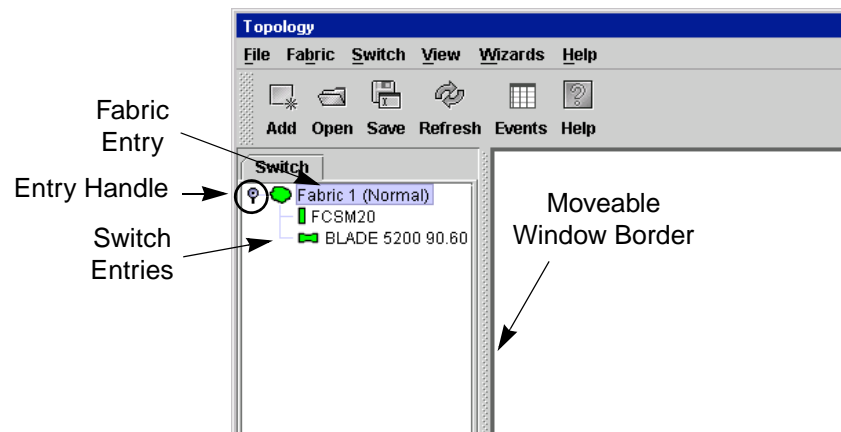 Topology
File Fabric Switch View Wizards Help
Add Open Save Refresh Events Help
Fabric
Entry
Switch
Entry Handle
Fabric 1 (Normal)
FCSM20
Switch
Entries
BLADE 5200 90.60
Moveable
Window Border